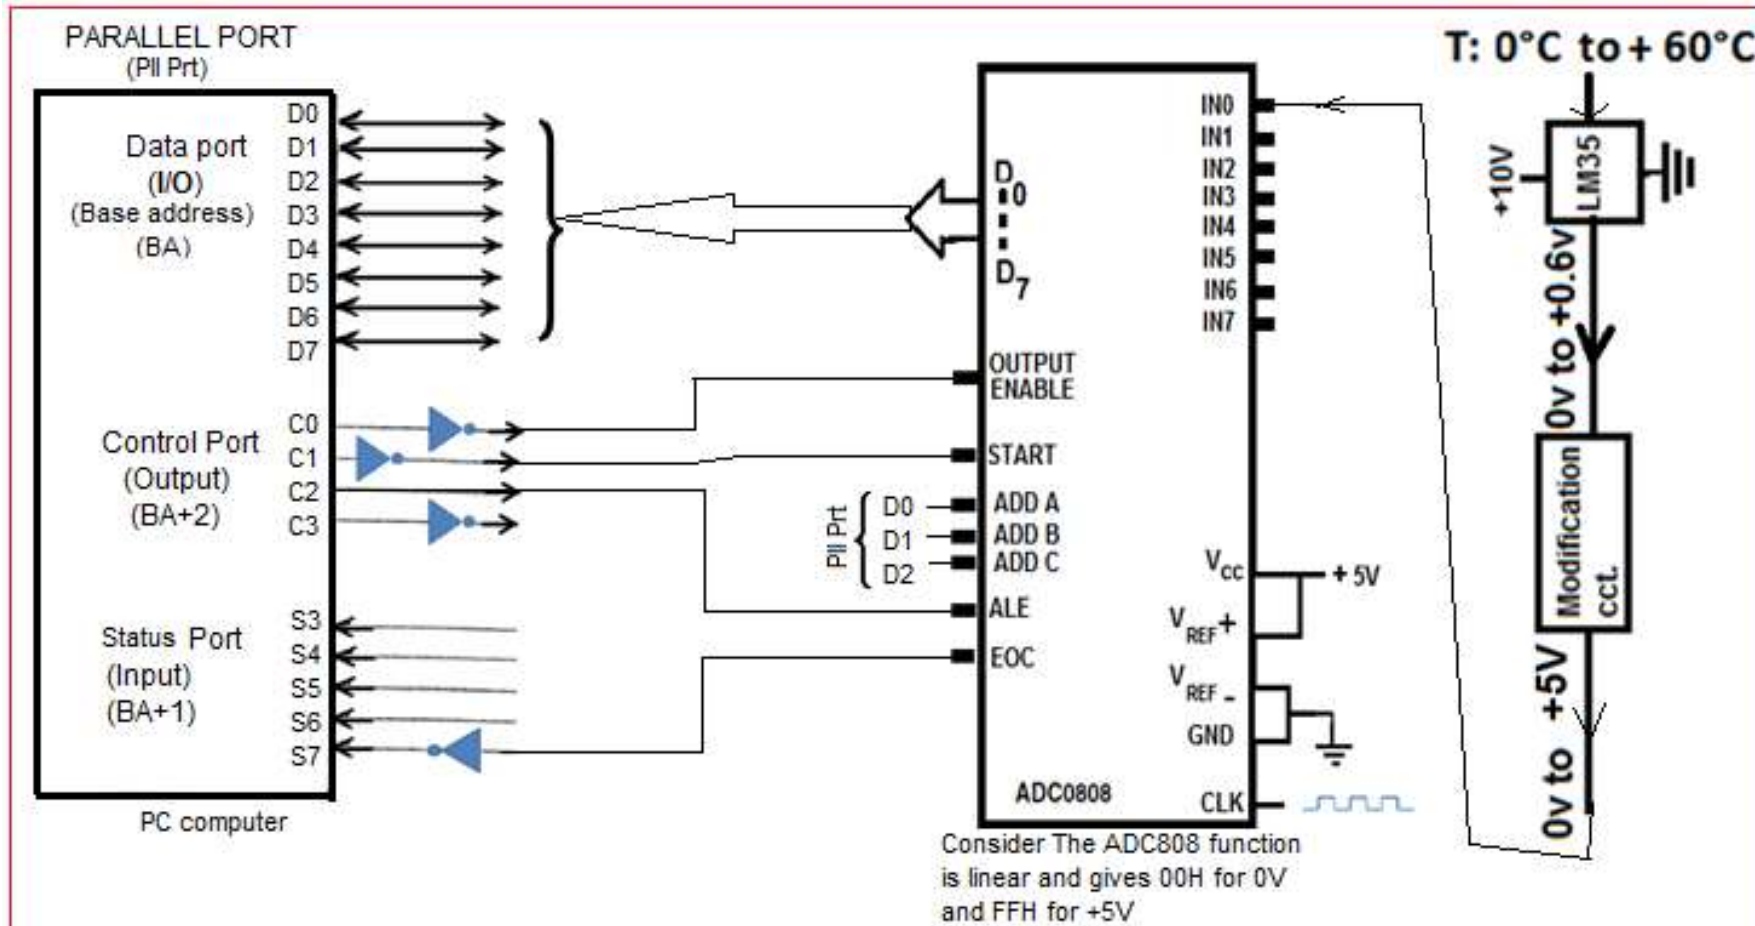 PARALLEL PORT
(Pll Prt)
Data port
(I/O)
(Base address)
(BA)
D0
D1
D2
D3
D4
D5
D6
D7
Control Port
(Output)
(BA+2)
C0
C1
C2
C3
Status Port
(Input)
(BA+1)
S3
S4
S5
S6
S7
PC computer
D0
D7
OUTPUT
ENABLE
START
Pll Prt
D0
D1
D2
ADD A
ADD B
ADD C
ALE
EOC
ADC0808
IN0
IN1
IN2
IN3
IN4
IN5
IN6
IN7
Vcc
+ 5V
VREF+
VREF -
GND
CLK
Consider The ADC808 function
is linear and gives 00H for 0V
and FFH for +5V
T: 0°C to + 60°C
+10V
LM35
0v to +0.6v
Modification
cct.
0v to +5V